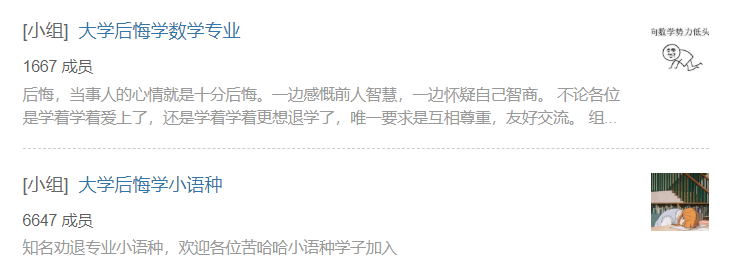 [小组] 大学后悔学数学专业
向数学势力低头
1667 成员
后悔，当事人的心情就是十分后悔。一边感慨前人智慧，一边怀疑自己智商。 不论各位
是学着学着爱上了，还是学着学着更想退学了，唯一要求是互相尊重，友好交流。 组...
[小组] 大学后悔学小语种
6647 成员
知名劝退专业小语种，欢迎各位苦哈哈小语种学子加入